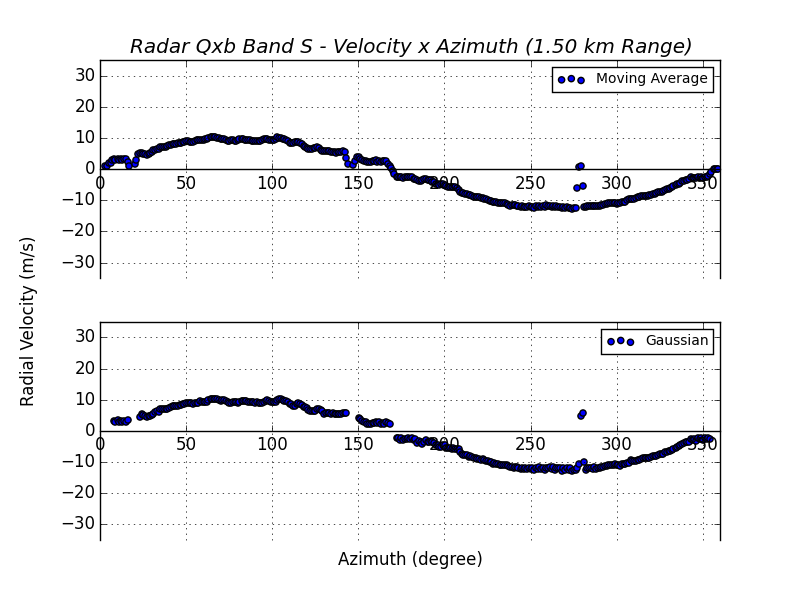 Radar Qxb Band S - Velocity x Azimuth (1.50 km Range)
Moving Average
30
20
10
0
−10
−20
−30
0 50 100 150 200 250 300 350
Radial Velocity (m/s)
Gaussian
30
20
10
0
−10
−20
−30
0 50 100 150 200 250 300 350
Azimuth (degree)